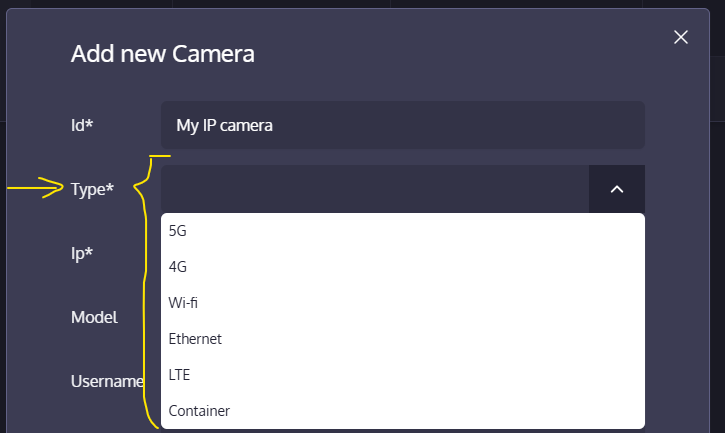 Add new Camera
Id* My IP camera
Type*
5G
4G
Ip*
Wi-fi
Model
Ethernet
LTE
Username
Container